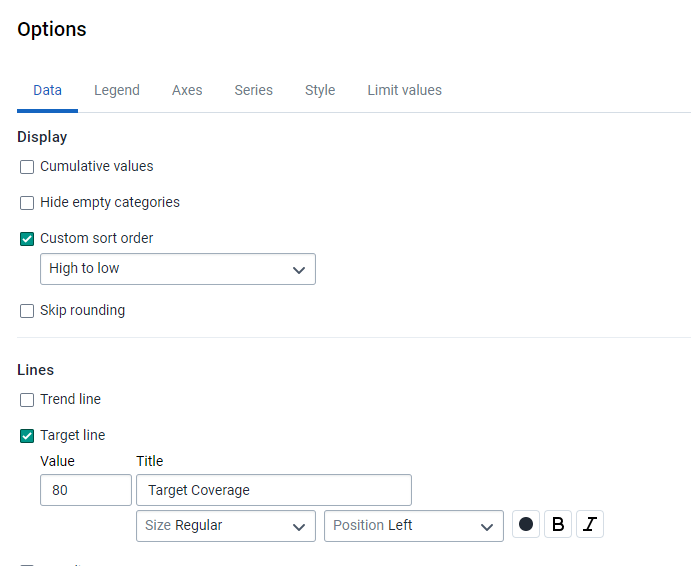 Options
Data Legend Axes Series Style Limit values
Display
Cumulative values
Hide empty categories
Custom sort order
High to low
Skip rounding
Lines
Trend line
Target line
Value Title
80 Target Coverage
Size Regular Position Left B I